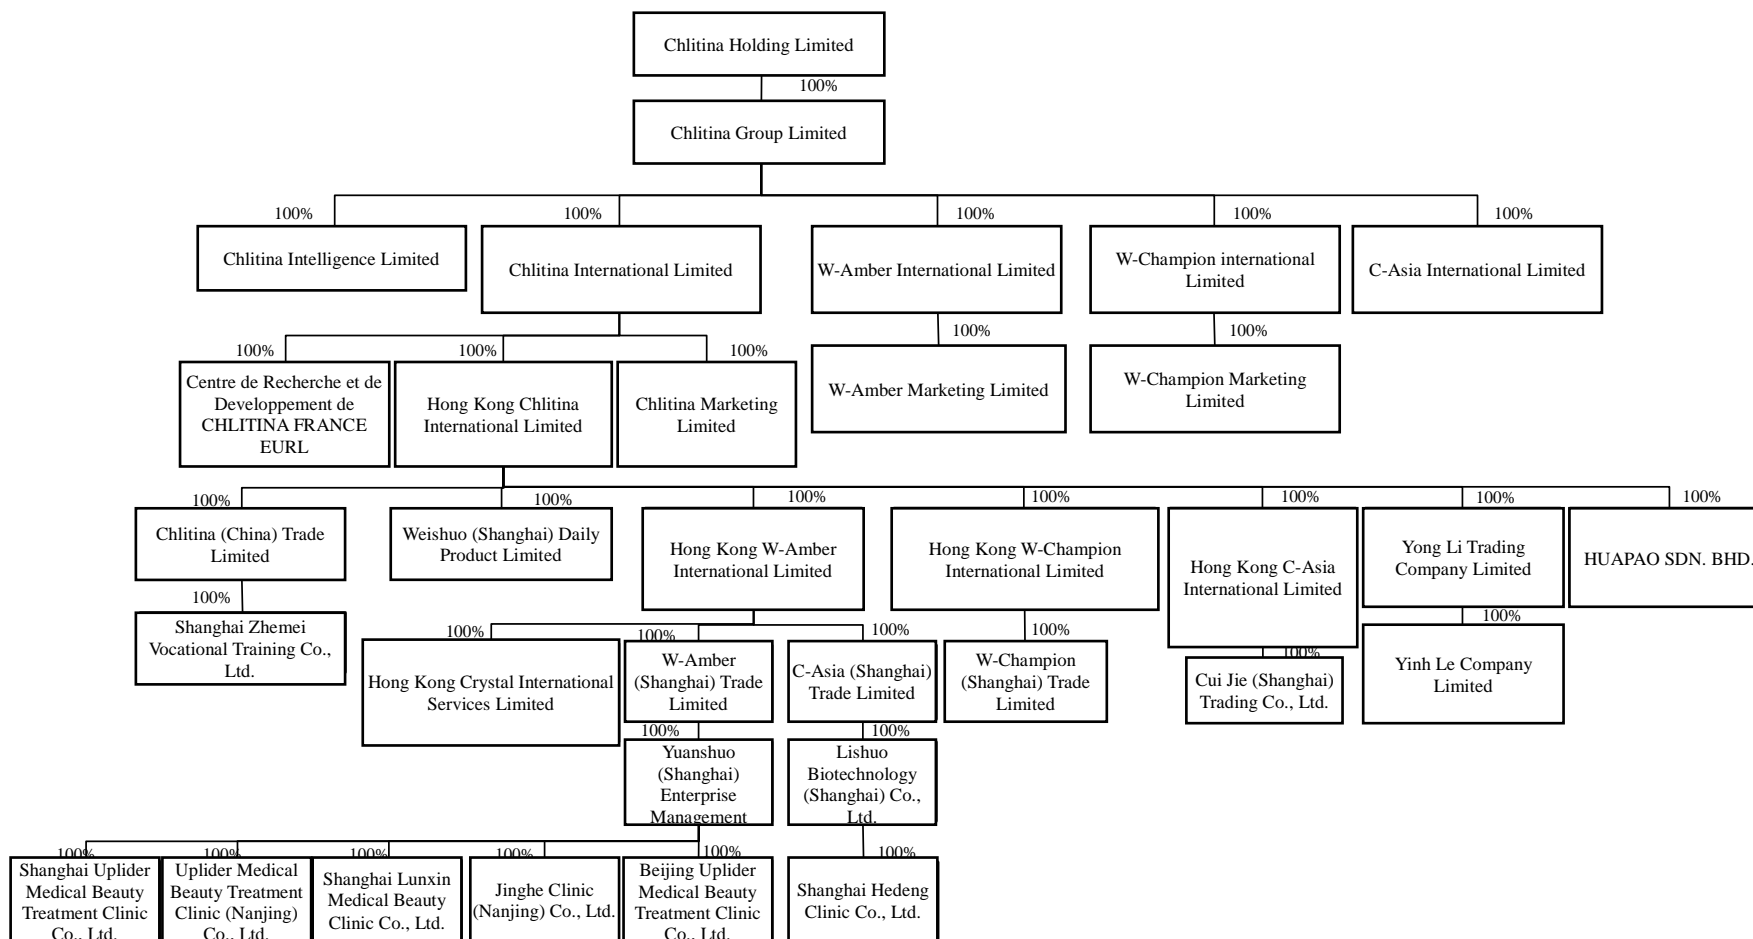 Chlitina Holding Limited
100%
Chlitina Group Limited
100%
100%
100%
100%
100%
Chlitina Intelligence Limited
Chlitina International Limited
W-Amber International Limited
W-Champion international
Limited
C-Asia International Limited
100%
100%
100%
100%
100%
Centre de Recherche et de
Developpement de
CHLITINA FRANCE
EURL
Hong Kong Chlitina
International Limited
Chlitina Marketing
Limited
W-Amber Marketing Limited
W-Champion Marketing
Limited
100%
100%
100%
100%
100%
100%
100%
Chlitina (China) Trade
Limited
Weishuo (Shanghai) Daily
Product Limited
Hong Kong W-Amber
International Limited
Hong Kong W-Champion
International Limited
Hong Kong C-Asia
International Limited
Yong Li Trading
Company Limited
HUAPAO SDN. BHD.
100%
100%
100%
100%
100%
100%
100%
Shanghai Zhemei
Vocational Training Co.,
Ltd.
Hong Kong Crystal International
Services Limited
W-Amber
(Shanghai) Trade
Limited
C-Asia (Shanghai)
Trade Limited
W-Champion
(Shanghai) Trade
Limited
Cui Jie (Shanghai)
Trading Co., Ltd.
Yinh Le Company
Limited
100%
100%
Yuanshuo
(Shanghai)
Enterprise
Management
Lishuo
Biotechnology
(Shanghai) Co.,
Ltd.
100%
100%
100%
100%
100%
100%
Shanghai Uplider
Medical Beauty
Treatment Clinic
Co., Ltd.
Uplider Medical
Beauty Treatment
Clinic (Nanjing)
Co., Ltd.
Shanghai Lunxin
Medical Beauty
Clinic Co., Ltd.
Jinghe Clinic
(Nanjing) Co., Ltd.
Beijing Uplider
Medical Beauty
Treatment Clinic
Co., Ltd.
Shanghai Hedeng
Clinic Co., Ltd.